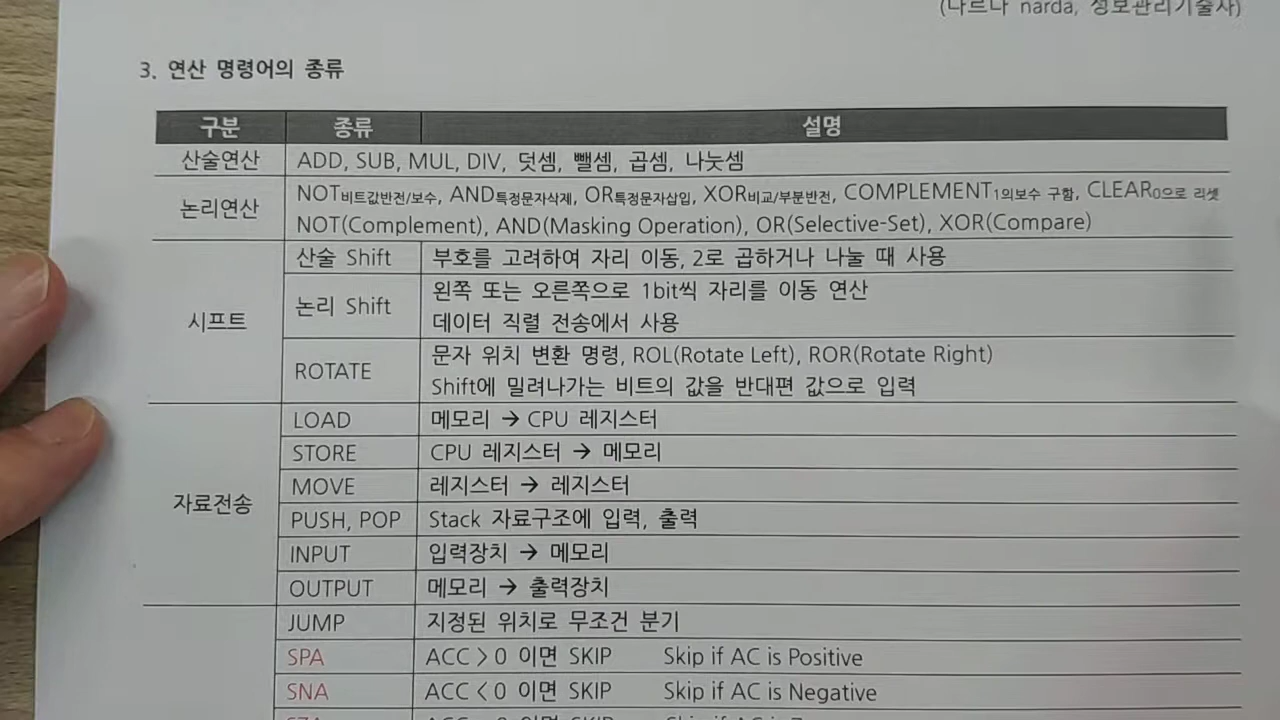 (나르나 narda, 정보관리기술사)
3. 연산 명령어의 종류
구분 종류 설명
산술연산 ADD, SUB, MUL, DIV, 덧셈, 뺄셈, 곱셈, 나눗셈
논리연산
NOT비트값반전/보수, AND특정문자삭제, OR특정문자삽입, XOR비교/부분반전, COMPLEMENT1의보수 구함, CLEAR0으로 리셋
NOT(Complement), AND(Masking Operation), OR(Selective-Set), XOR(Compare)
시프트
산술 Shift 부호를 고려하여 자리 이동, 2로 곱하거나 나눌 때 사용
논리 Shift
왼쪽 또는 오른쪽으로 1bit씩 자리를 이동 연산
데이터 직렬 전송에서 사용
ROTATE
문자 위치 변환 명령, ROL(Rotate Left), ROR(Rotate Right)
Shift에 밀려나가는 비트의 값을 반대편 값으로 입력
자료전송
LOAD 메모리 → CPU 레지스터
STORE CPU 레지스터 → 메모리
MOVE 레지스터 → 레지스터
PUSH, POP Stack 자료구조에 입력, 출력
INPUT 입력장치 → 메모리
OUTPUT 메모리 → 출력장치
JUMP 지정된 위치로 무조건 분기
SPA ACC > 0 이면 SKIP Skip if AC is Positive
SNA ACC < 0 이면 SKIP Skip if AC is Negative